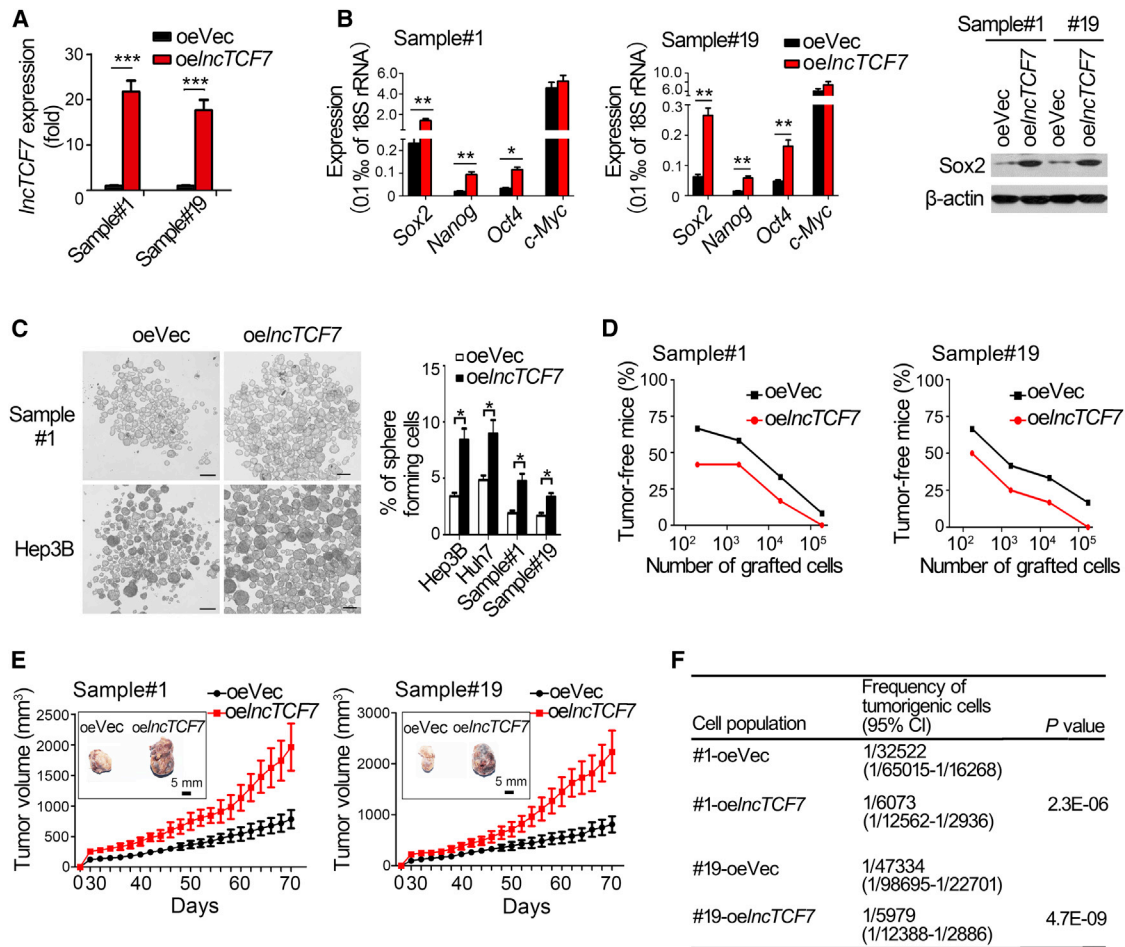 A
oeVec
oelncTCF7
lncTCF7 expression
(fold)
30
20
10
0
***
***
Sample#1
Sample#19
B
Sample#1
Expression
(0.1 ‰ of 18S rRNA)
6.0
4.0
2.0
0.2
0.2
0.1
0
**
**
*
Sox2
Nanog
Oct4
c-Myc
Sample#19
oeVec
oelncTCF7
Expression
(0.1 ‰ of 18S rRNA)
10.0
6.0
0.3
0.2
0.1
0
**
**
**
Sox2
Nanog
Oct4
c-Myc
Sample#1 #19
oeVec
oelncTCF7
oeVec
oelncTCF7
Sox2
β-actin
C
oeVec oelncTCF7
Sample
#1
Hep3B
oeVec
oelncTCF7
% of sphere
forming cells
15
10
5
0
*
*
*
*
Hep3B
Huh7
Sample#1
Sample#19
D
Sample#1
oeVec
oelncTCF7
Tumor-free mice (%)
100
75
50
25
0
10² 10³ 10⁴ 10⁵
Number of grafted cells
Sample#19
oeVec
oelncTCF7
Tumor-free mice (%)
100
75
50
25
0
10² 10³ 10⁴ 10⁵
Number of grafted cells
E
Sample#1
oeVec
oelncTCF7
oeVec oelncTCF7
5 mm
Tumor volume (mm³)
2500
2000
1500
1000
500
0
0 30 40 50 60 70
Days
Sample#19
oeVec
oelncTCF7
oeVec oelncTCF7
5 mm
Tumor volume (mm³)
3000
2000
1000
0
0 30 40 50 60 70
Days
F
Cell population
Frequency of
tumorigenic cells
(95% CI)
P value
#1-oeVec
1/32522
(1/65015-1/16268)
#1-oelncTCF7
1/6073
(1/12562-1/2936)
2.3E-06
#19-oeVec
1/47334
(1/98695-1/22701)
#19-oelncTCF7
1/5979
(1/12388-1/2886)
4.7E-09